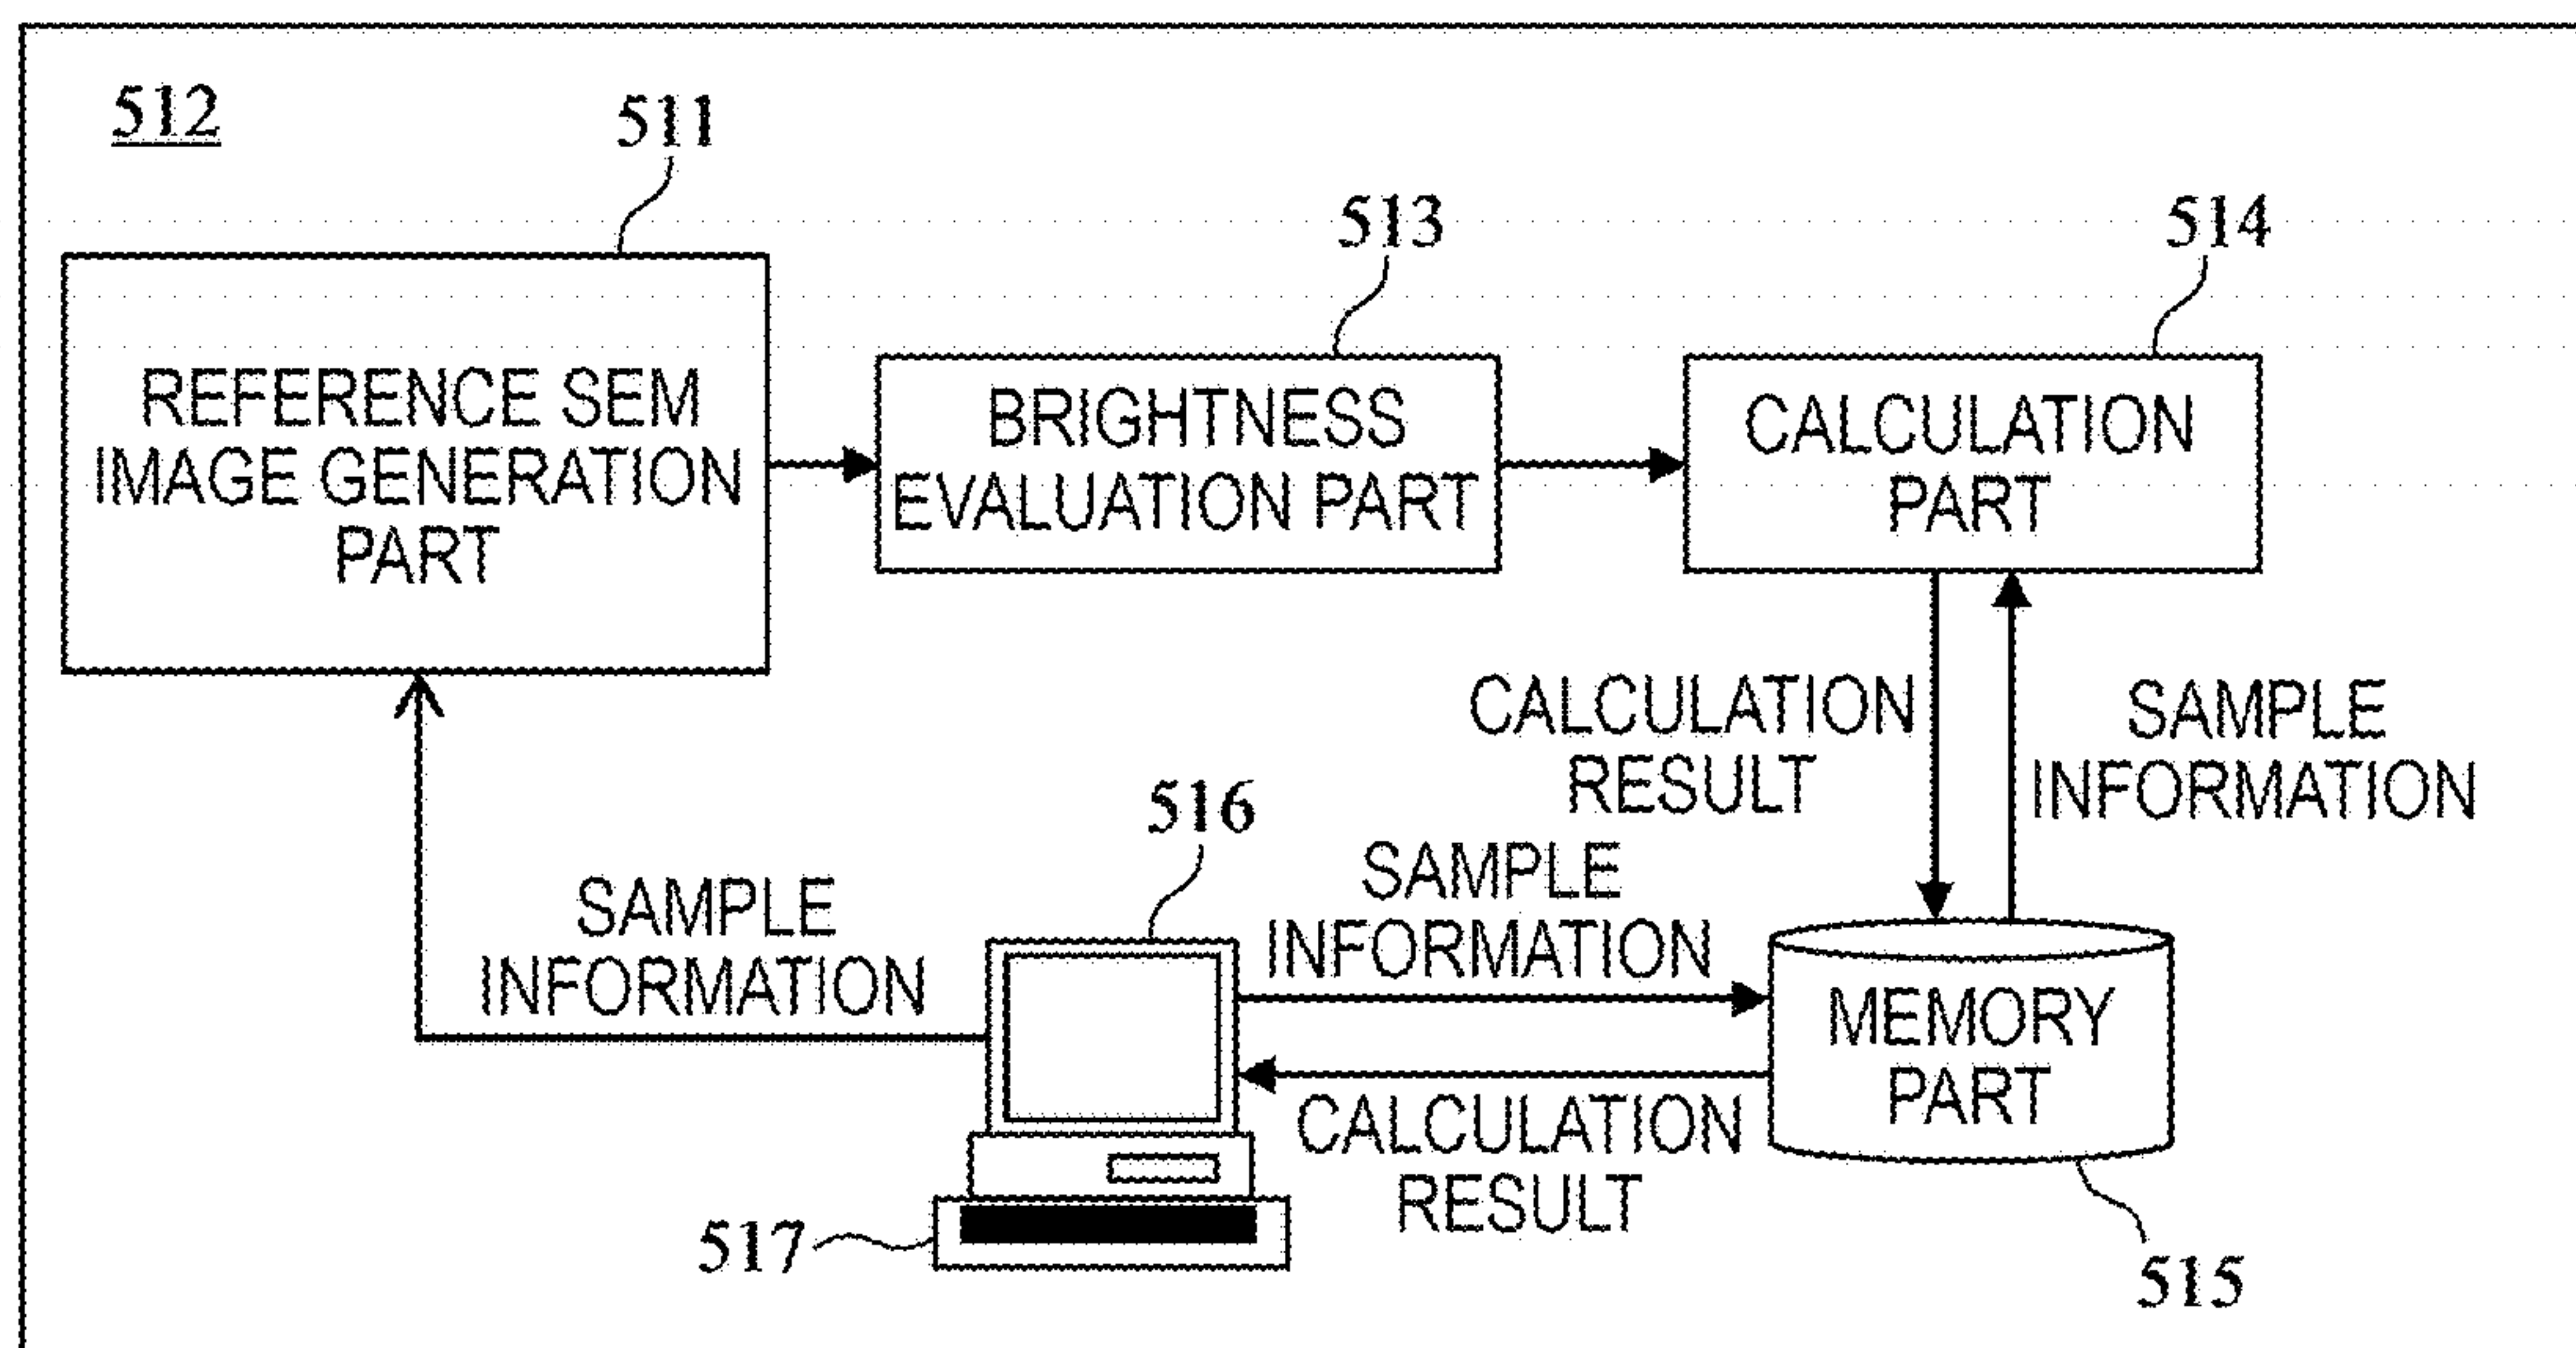 512
511
513
514
REFERENCE SEM
IMAGE GENERATION
PART
BRIGHTNESS
EVALUATION PART
CALCULATION
PART
CALCULATION
RESULT
SAMPLE
INFORMATION
516
SAMPLE
INFORMATION
SAMPLE
INFORMATION
MEMORY
PART
CALCULATION
RESULT
517
515